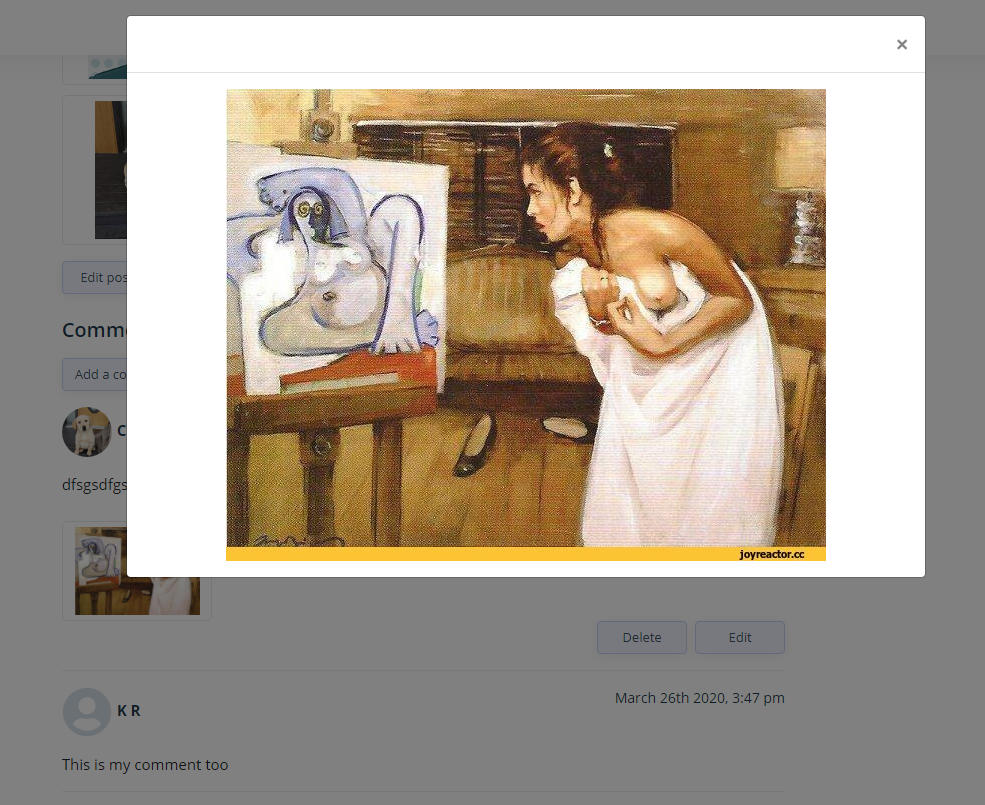 ×
Edit pos
Comme
Add a co
C
dfsgsdfgs
joyreactor.cc
Delete
Edit
K R
March 26th 2020, 3:47 pm
This is my comment too